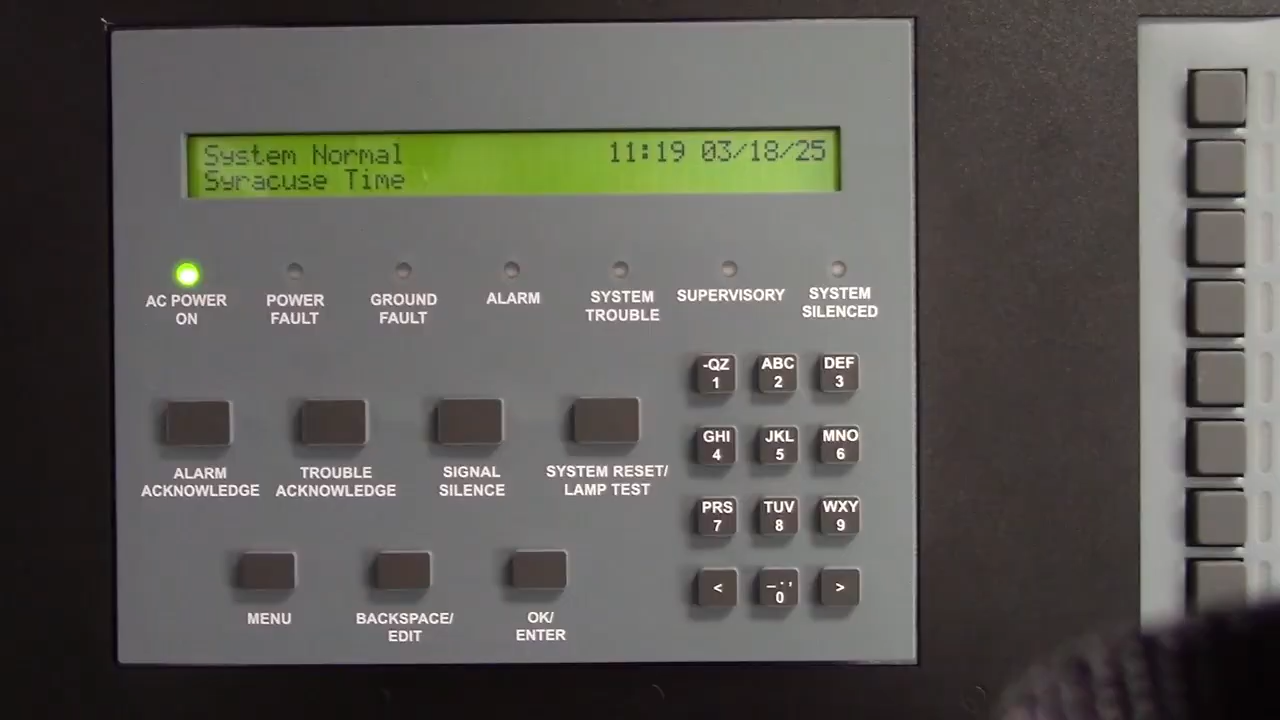 System Normal 11:19 03/18/25
Syracuse Time
AC POWER
ON
POWER
FAULT
GROUND
FAULT
ALARM
SYSTEM
TROUBLE
SUPERVISORY
SYSTEM
SILENCED
-QZ
1
ABC
2
DEF
3
ALARM
ACKNOWLEDGE
TROUBLE
ACKNOWLEDGE
SIGNAL
SILENCE
SYSTEM RESET/
LAMP TEST
GHI
4
JKL
5
MNO
6
PRS
7
TUV
8
WXY
9
MENU
BACKSPACE/
EDIT
OK/
ENTER
<
_.,
0
>